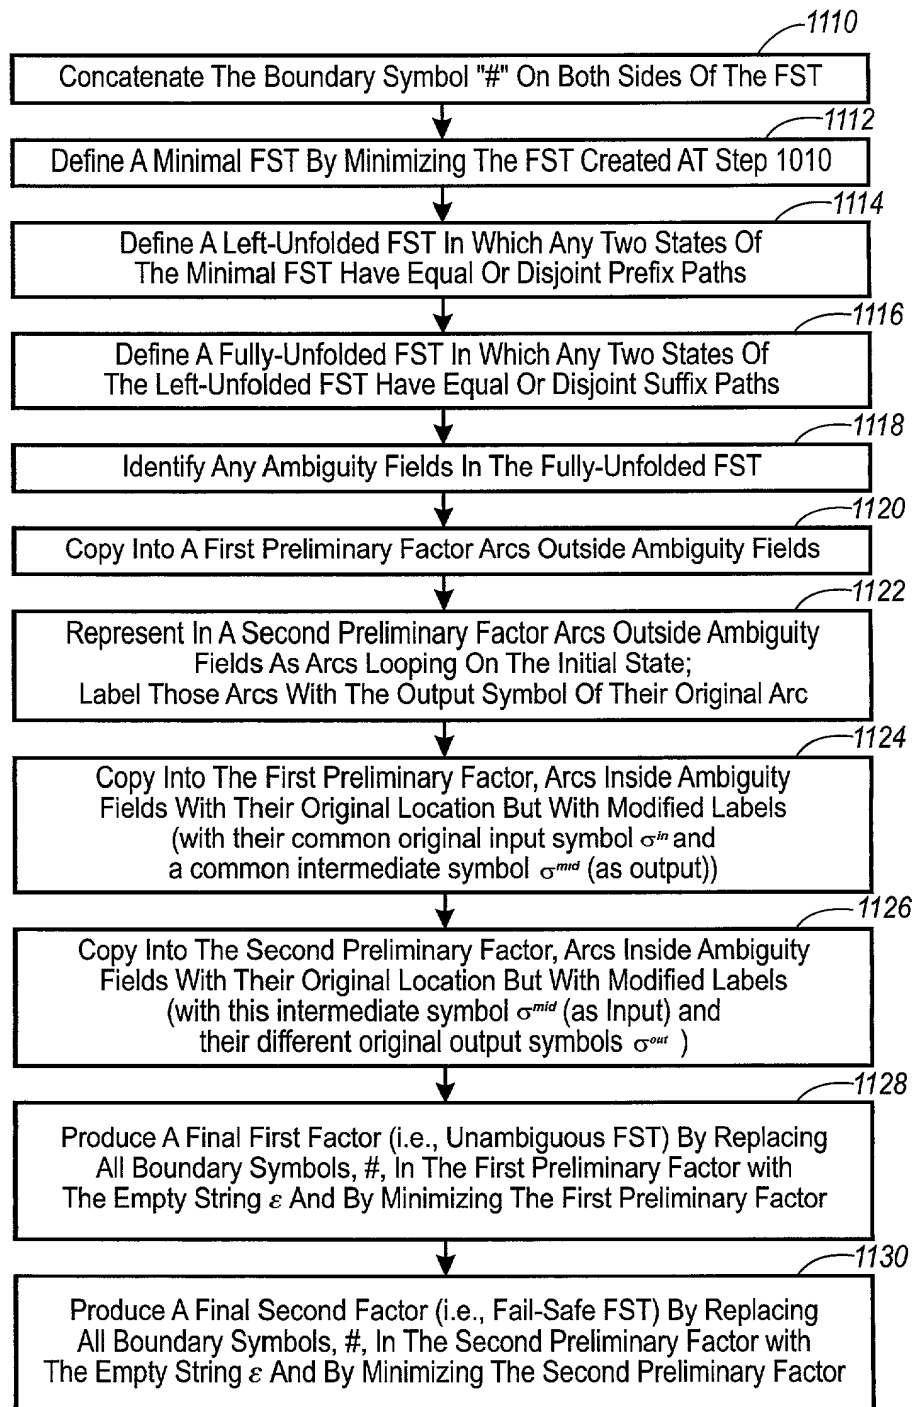 1110
Concatenate The Boundary Symbol "#" On Both Sides Of The FST
1112
Define A Minimal FST By Minimizing The FST Created AT Step 1010
1114
Define A Left-Unfolded FST In Which Any Two States Of
The Minimal FST Have Equal Or Disjoint Prefix Paths
1116
Define A Fully-Unfolded FST In Which Any Two States Of
The Left-Unfolded FST Have Equal Or Disjoint Suffix Paths
1118
Identify Any Ambiguity Fields In The Fully-Unfolded FST
1120
Copy Into A First Preliminary Factor Arcs Outside Ambiguity Fields
1122
Represent In A Second Preliminary Factor Arcs Outside Ambiguity
Fields As Arcs Looping On The Initial State;
Label Those Arcs With The Output Symbol Of Their Original Arc
1124
Copy Into The First Preliminary Factor, Arcs Inside Ambiguity
Fields With Their Original Location But With Modified Labels
(with their common original input symbol σ^in and
a common intermediate symbol σ^mid (as output))
1126
Copy Into The Second Preliminary Factor, Arcs Inside Ambiguity
Fields With Their Original Location But With Modified Labels
(with this intermediate symbol σ^mid (as Input) and
their different original output symbols σ^out )
1128
Produce A Final First Factor (i.e., Unambiguous FST) By Replacing
All Boundary Symbols, #, In The First Preliminary Factor with
The Empty String ε And By Minimizing The First Preliminary Factor
1130
Produce A Final Second Factor (i.e., Fail-Safe FST) By Replacing
All Boundary Symbols, #, In The Second Preliminary Factor with
The Empty String ε And By Minimizing The Second Preliminary Factor